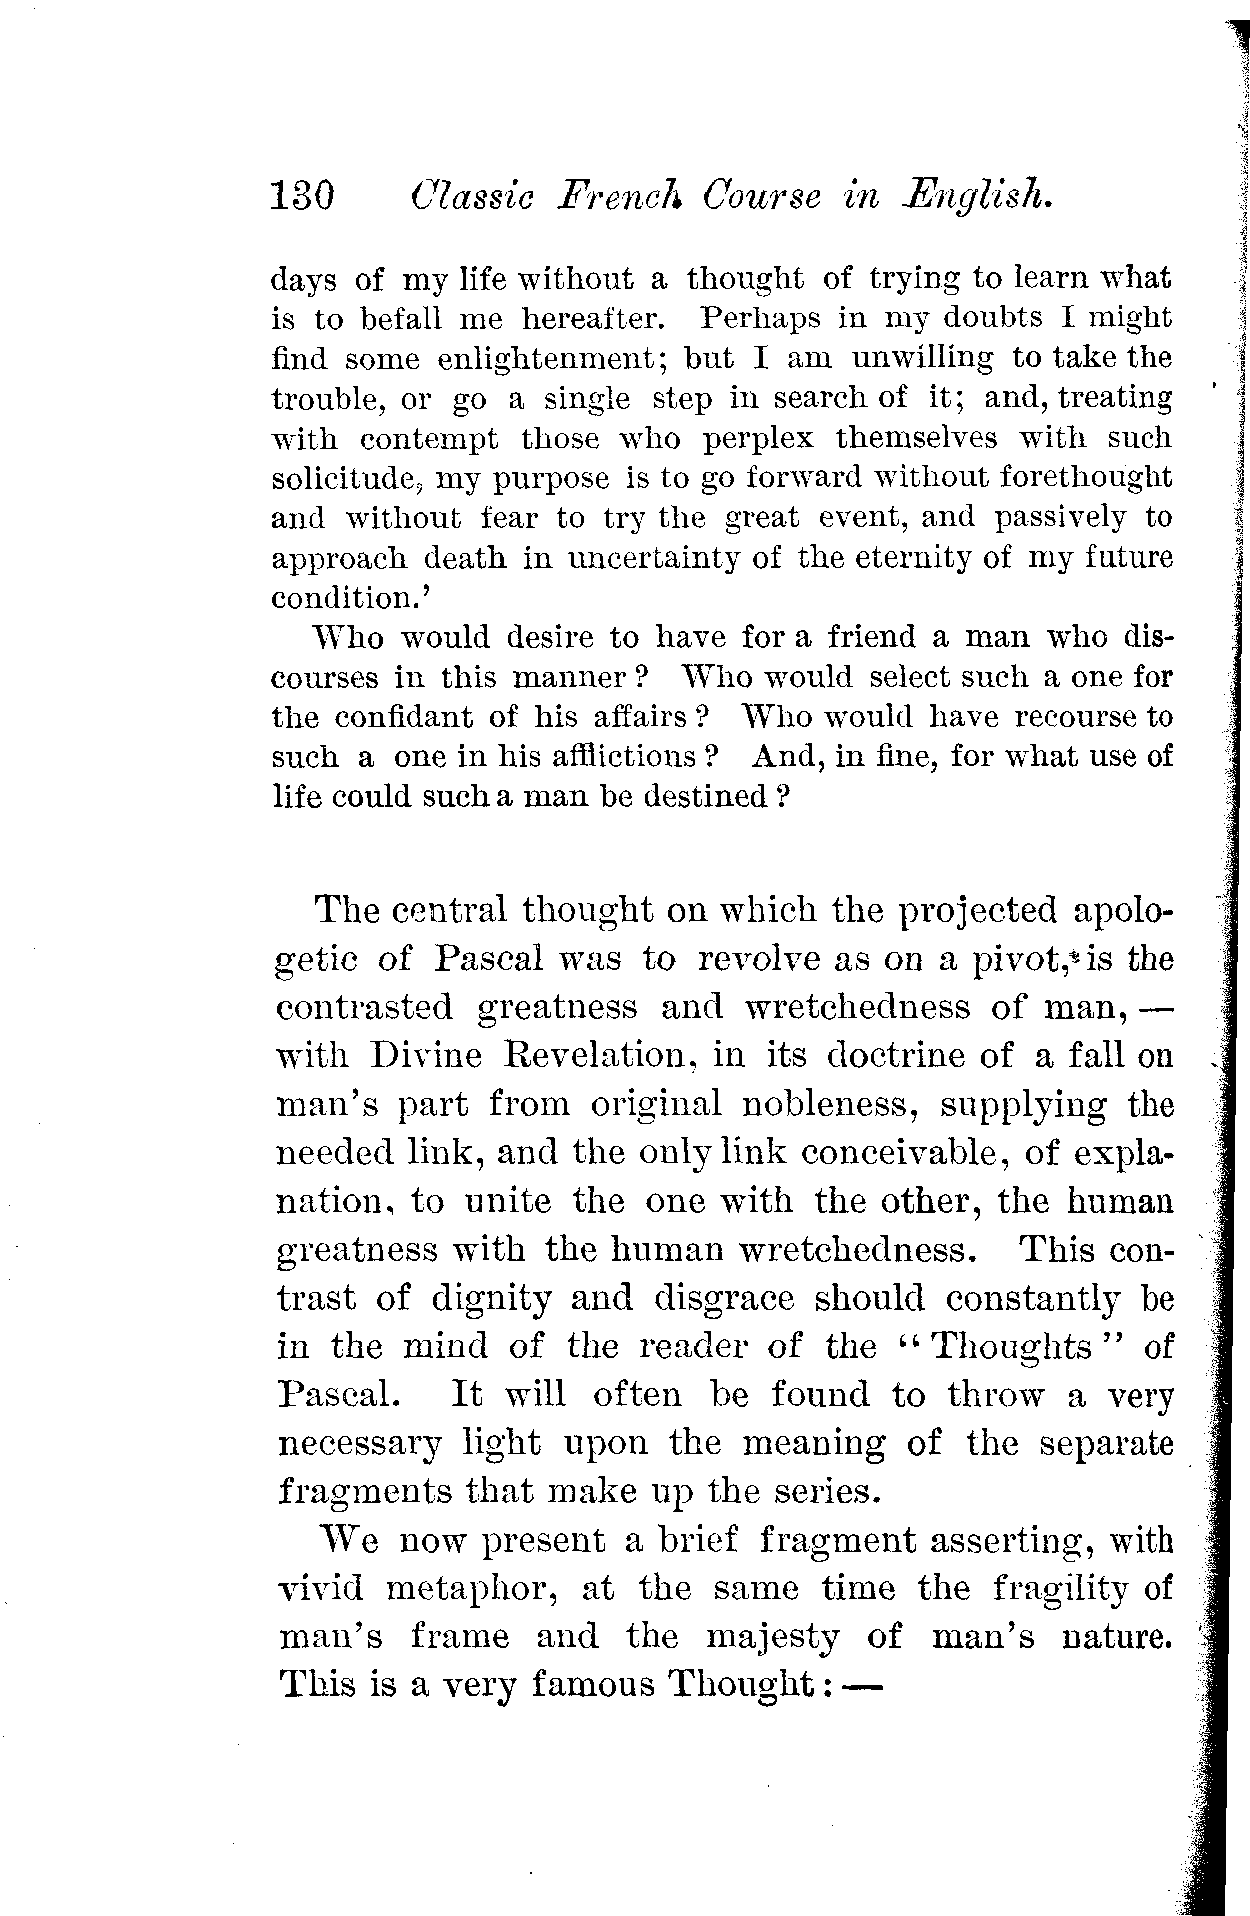 130 Classic French Course in English.
days of my life without a thought of trying to learn what
is to befall me hereafter. Perhaps in my doubts I might
find some enlightenment; but I am unwilling to take the
trouble, or go a single step in search of it; and, treating
with contempt those who perplex themselves with such
solicitude, my purpose is to go forward without forethought
and without fear to try the great event, and passively to
approach death in uncertainty of the eternity of my future
condition.’
Who would desire to have for a friend a man who dis-
courses in this manner? Who would select such a one for
the confidant of his affairs? Who would have recourse to
such a one in his afflictions? And, in fine, for what use of
life could such a man be destined?
The central thought on which the projected apolo-
getic of Pascal was to revolve as on a pivot, is the
contrasted greatness and wretchedness of man, —
with Divine Revelation, in its doctrine of a fall on
man’s part from original nobleness, supplying the
needed link, and the only link conceivable, of expla-
nation, to unite the one with the other, the human
greatness with the human wretchedness. This con-
trast of dignity and disgrace should constantly be
in the mind of the reader of the “Thoughts” of
Pascal. It will often be found to throw a very
necessary light upon the meaning of the separate
fragments that make up the series.
We now present a brief fragment asserting, with
vivid metaphor, at the same time the fragility of
man’s frame and the majesty of man’s nature.
This is a very famous Thought: —